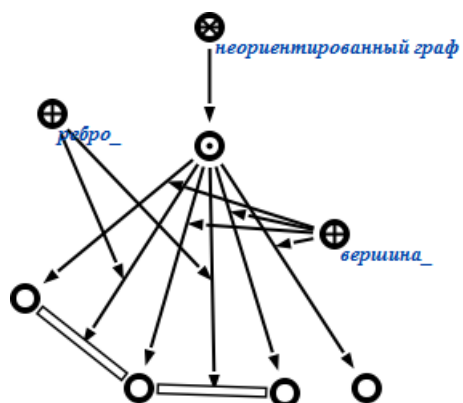 неориентированный граф
ребро_
вершина_